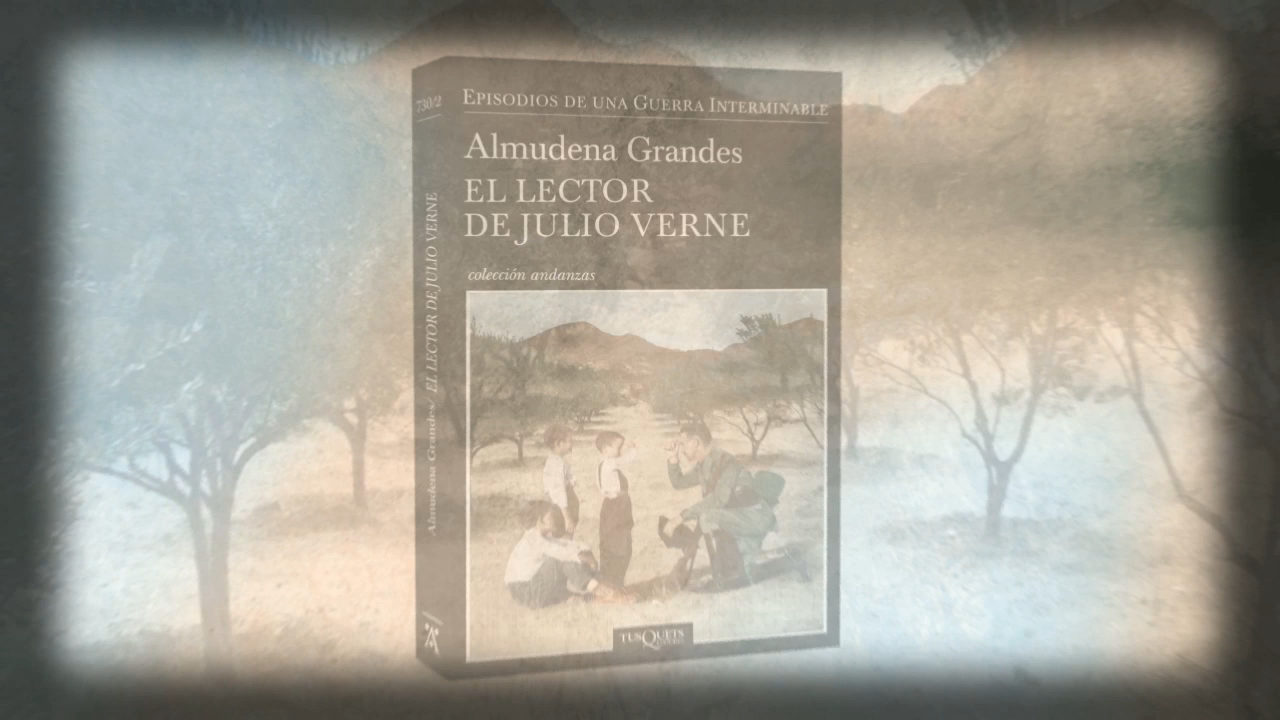 730/2
EPISODIOS DE UNA GUERRA INTERMINABLE
Almudena Grandes
EL LECTOR
DE JULIO VERNE
colección andanzas
Almudena Grandes EL LECTOR DE JULIO VERNE
TUSQUETS